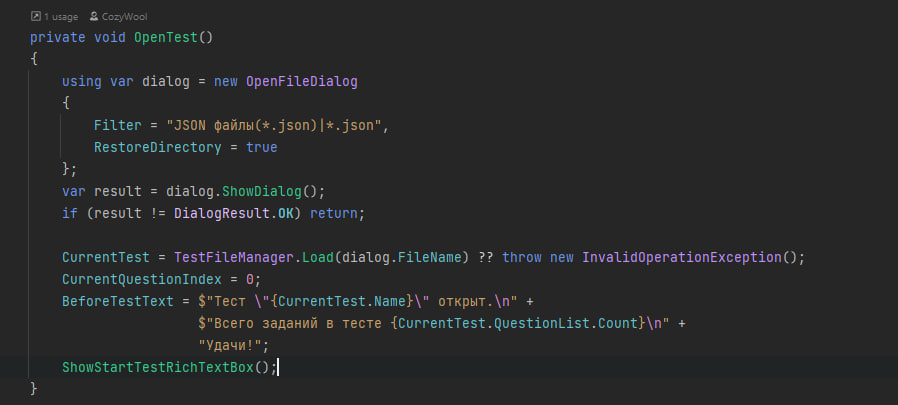 1 usage CozyWool
private void OpenTest()
{
using var dialog = new OpenFileDialog
{
Filter = "JSON файлы(*.json)|*.json",
RestoreDirectory = true
};
var result = dialog.ShowDialog();
if (result != DialogResult.OK) return;
CurrentTest = TestFileManager.Load(dialog.FileName) ?? throw new InvalidOperationException();
CurrentQuestionIndex = 0;
BeforeTestText = $"Тест \"{CurrentTest.Name}\" открыт.\n" +
$"Всего заданий в тесте {CurrentTest.QuestionList.Count}\n" +
"Удачи!";
ShowStartTestRichTextBox();
}